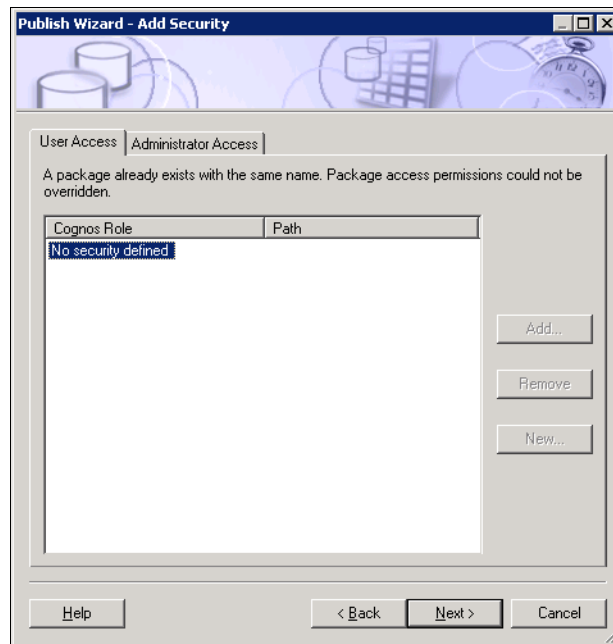 Publish Wizard - Add Security
User Access
Administrator Access
A package already exists with the same name. Package access permissions could not be
overridden.
Cognos Role
Path
No security defined
Add...
Remove
New...
Help
< Back
Next >
Cancel